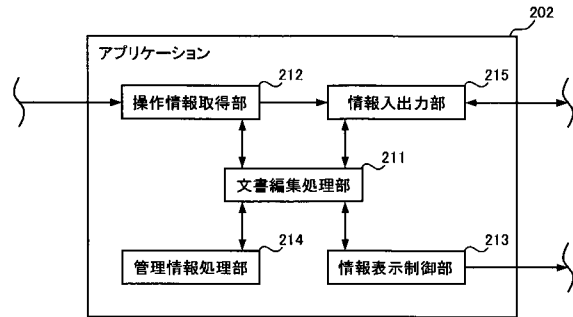 202
アプリケーション
212
215
操作情報取得部
情報入出力部
211
文書編集処理部
214
213
管理情報処理部
情報表示制御部